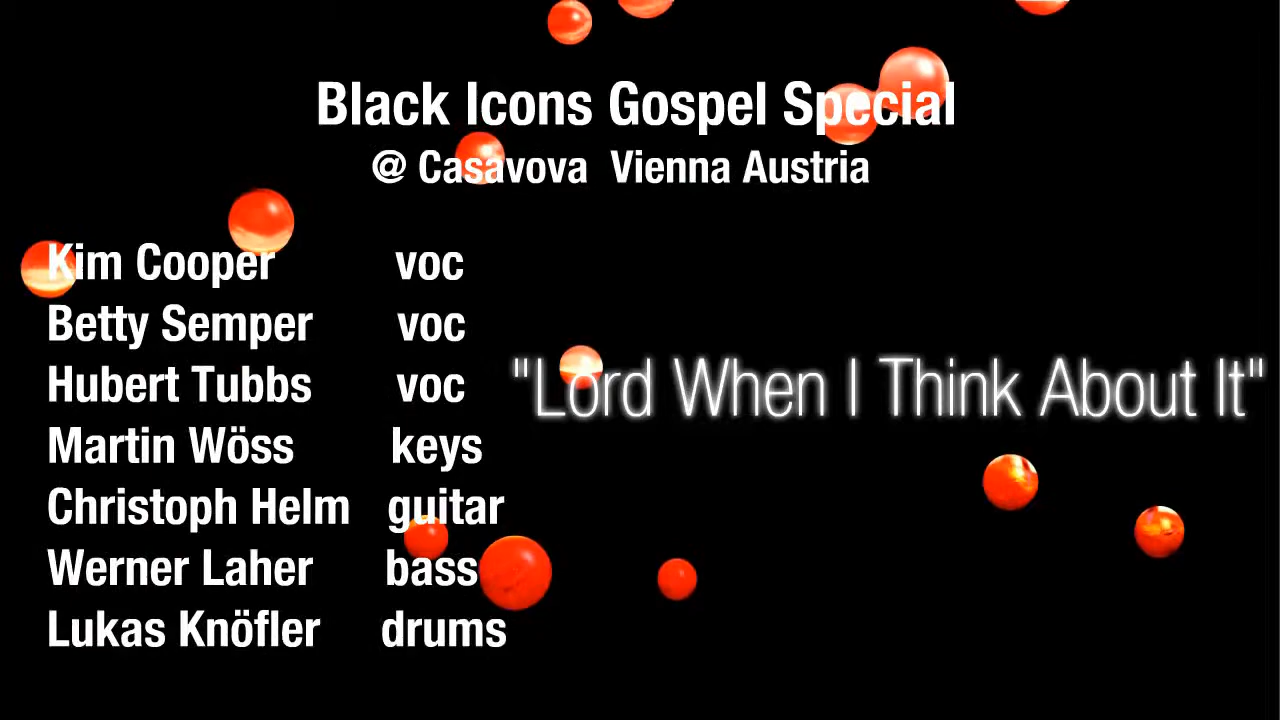 Black Icons Gospel Special
@ Casavova Vienna Austria
Kim Cooper voc
Betty Semper voc
Hubert Tubbs voc
"Lord When I Think About It"
Martin Wöss keys
Christoph Helm guitar
Werner Laher bass
Lukas Knöfler drums